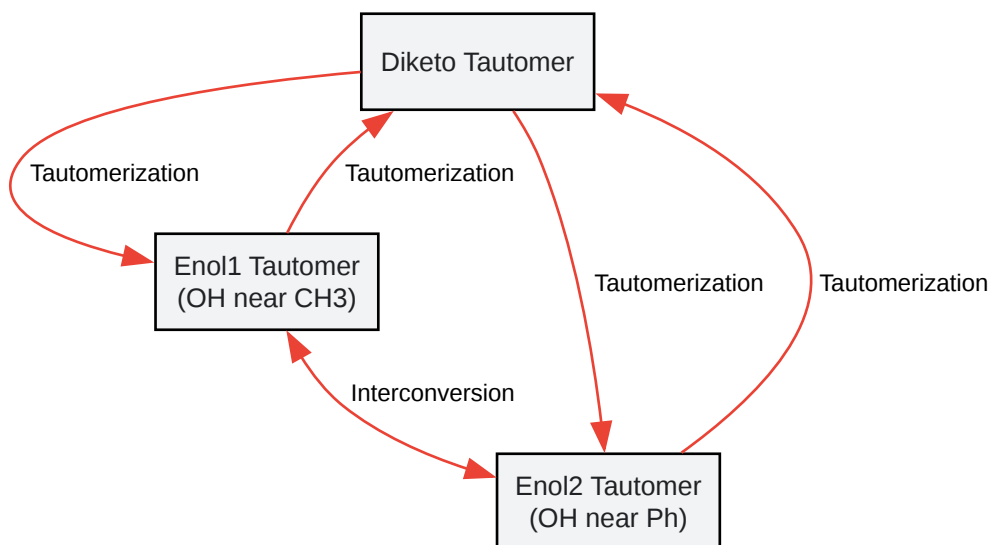 Diketo Tautomer
Tautomerization
Tautomerization
Enol1 Tautomer
(OH near CH3)
Tautomerization
Tautomerization
Interconversion
Enol2 Tautomer
(OH near Ph)